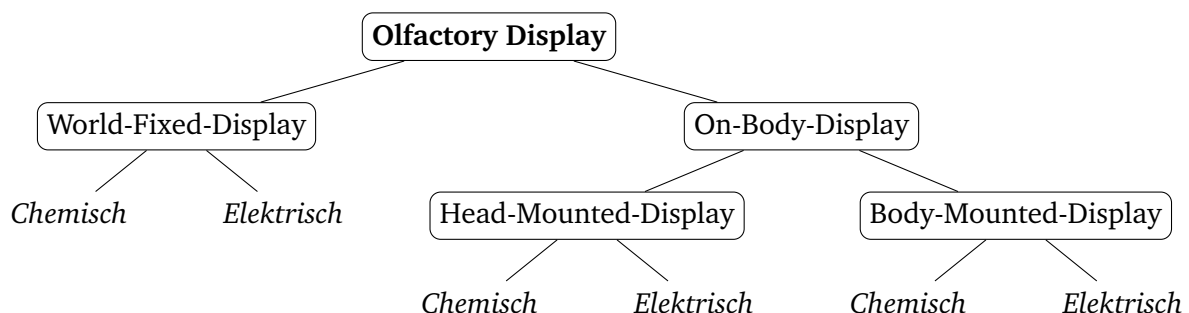 Olfactory Display
World-Fixed-Display
On-Body-Display
Chemisch
Elektrisch
Head-Mounted-Display
Body-Mounted-Display
Chemisch
Elektrisch
Chemisch
Elektrisch